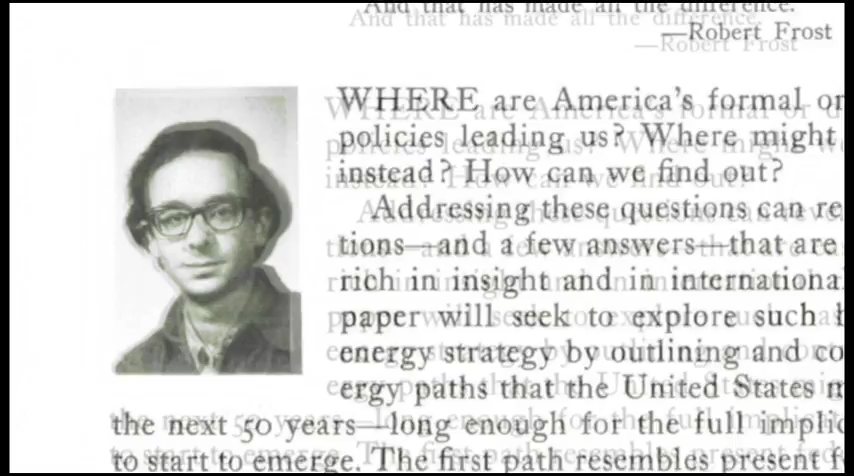 And that has made all the difference.
—Robert Frost
WHERE are America's formal or
policies leading us? Where might
instead? How can we find out?
Addressing these questions can re
tions—and a few answers—that are
rich in insight and in internationa
paper will seek to explore such b
energy strategy by outlining and co
ergy paths that the United States m
the next 50 years—long enough for the full implic
to start to emerge. The first path resembles present f